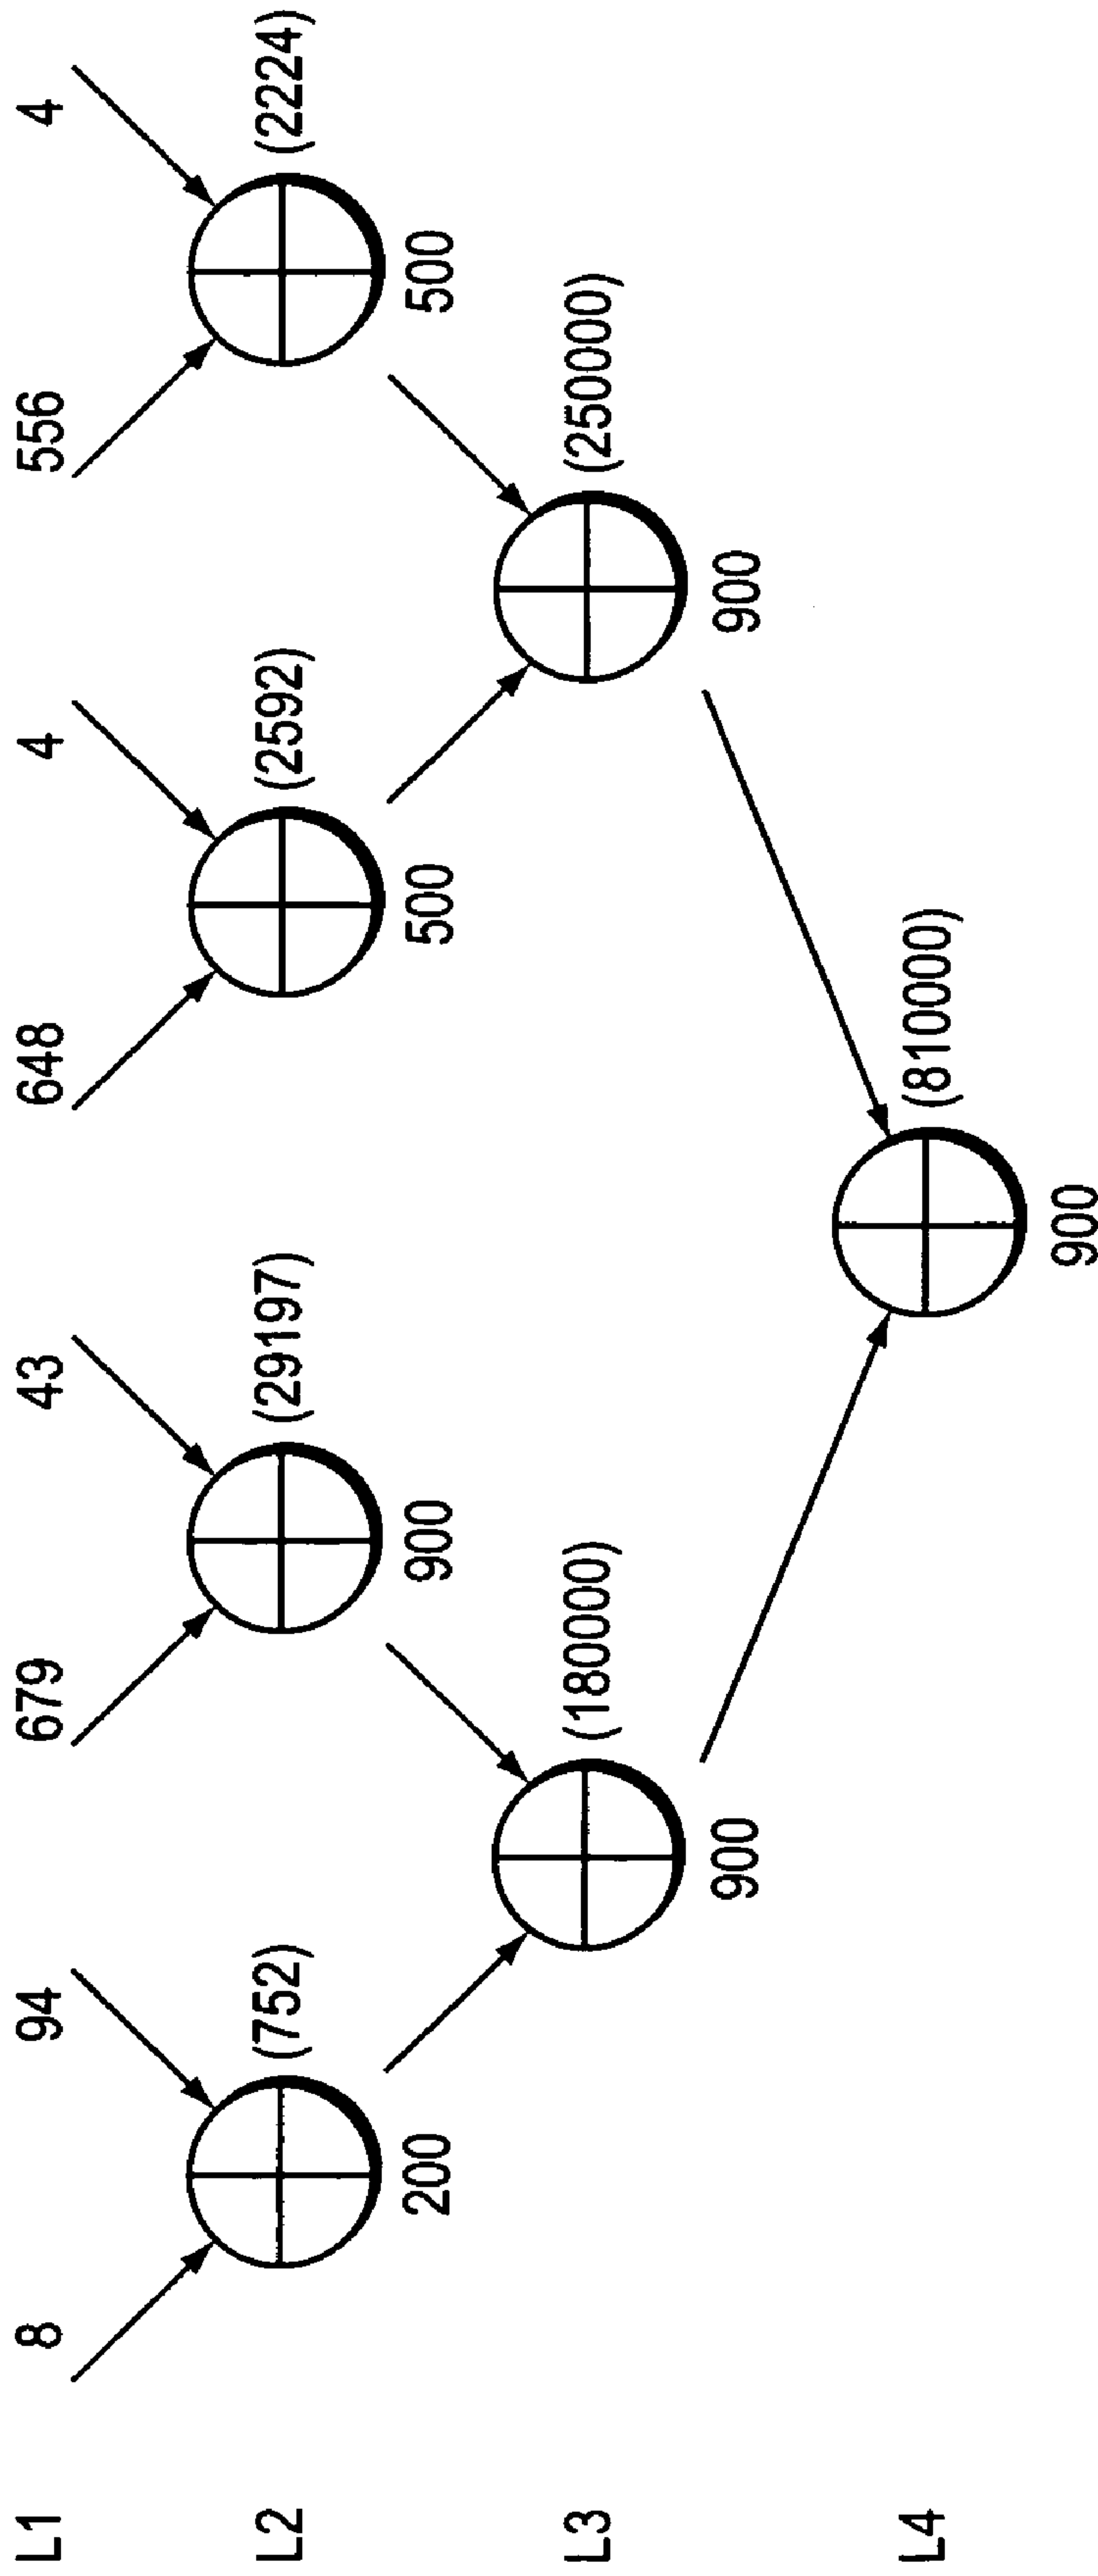 L1 8 94 679 43 648 4 556 4
L2 (752) (29197) (2592) (2224)
200 900 500 500
L3 (180000) (250000)
900 900
L4 (810000)
900